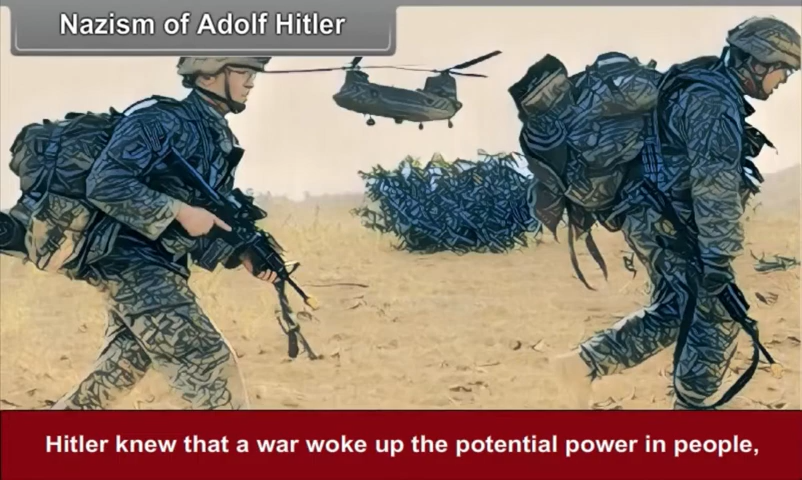 Nazism of Adolf Hitler
Hitler knew that a war woke up the potential power in people,